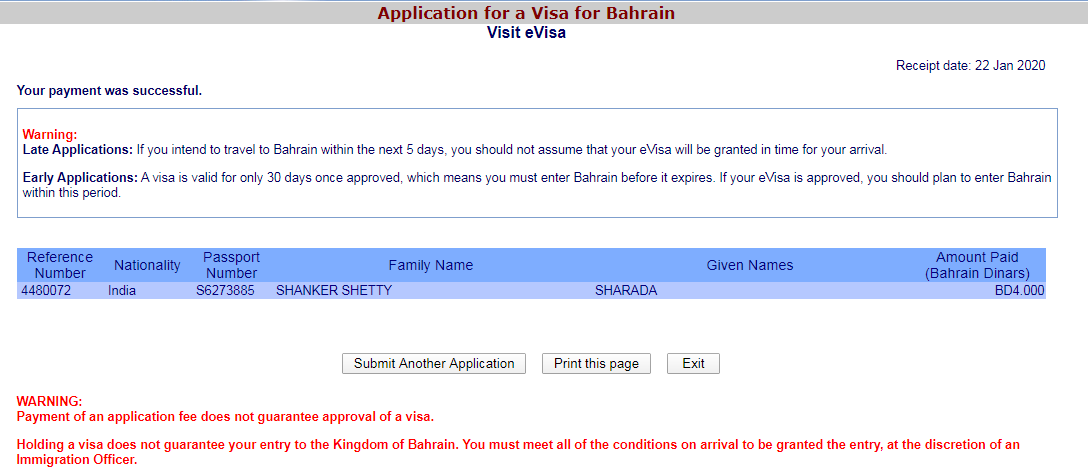 Application for a Visa for Bahrain
Visit eVisa
Receipt date: 22 Jan 2020
Your payment was successful.
Warning:
Late Applications: If you intend to travel to Bahrain within the next 5 days, you should not assume that your eVisa will be granted in time for your arrival.
Early Applications: A visa is valid for only 30 days once approved, which means you must enter Bahrain before it expires. If your eVisa is approved, you should plan to enter Bahrain
within this period.
Reference Number Nationality Passport Number Family Name Given Names Amount Paid (Bahrain Dinars)
4480072 India S6273885 SHANKER SHETTY SHARADA BD4.000
Submit Another Application Print this page Exit
WARNING:
Payment of an application fee does not guarantee approval of a visa.
Holding a visa does not guarantee your entry to the Kingdom of Bahrain. You must meet all of the conditions on arrival to be granted the entry, at the discretion of an
Immigration Officer.